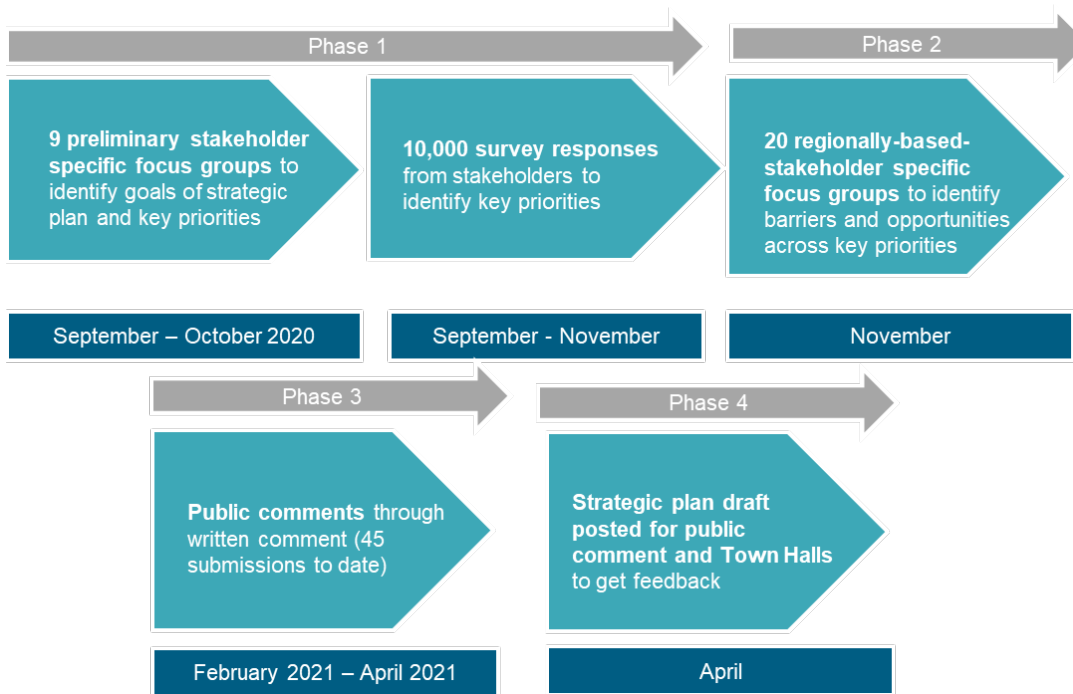 Phase 1
Phase 2
9 preliminary stakeholder
specific focus groups to
identify goals of strategic
plan and key priorities
10,000 survey responses
from stakeholders to
identify key priorities
20 regionally-based-
stakeholder specific
focus groups to identify
barriers and opportunities
across key priorities
September – October 2020
September - November
November
Phase 3
Phase 4
Public comments through
written comment (45
submissions to date)
Strategic plan draft
posted for public
comment and Town Halls
to get feedback
February 2021 – April 2021
April